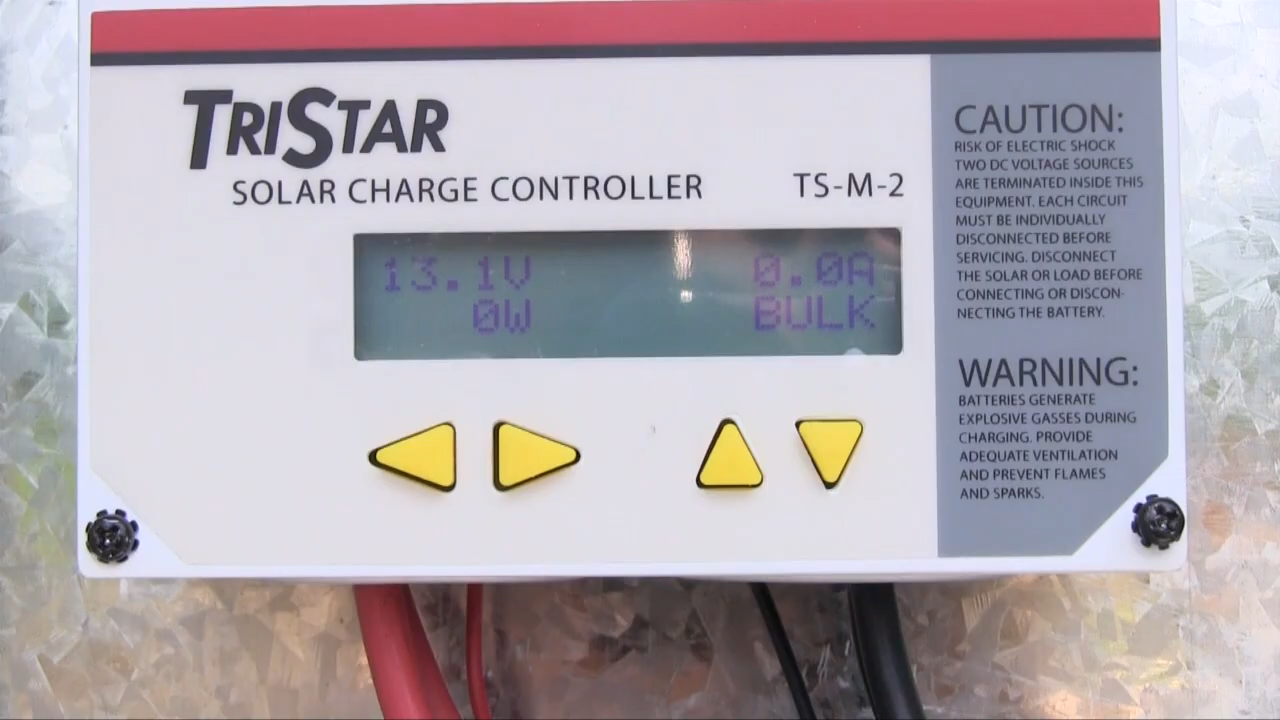 TRISTAR
SOLAR CHARGE CONTROLLER
TS-M-2
13.1V 0.0A
0W BULK
CAUTION:
RISK OF ELECTRIC SHOCK
TWO DC VOLTAGE SOURCES
ARE TERMINATED INSIDE THIS
EQUIPMENT. EACH CIRCUIT
MUST BE INDIVIDUALLY
DISCONNECTED BEFORE
SERVICING. DISCONNECT
THE SOLAR OR LOAD BEFORE
CONNECTING OR DISCON-
NECTING THE BATTERY.
WARNING:
BATTERIES GENERATE
EXPLOSIVE GASSES DURING
CHARGING. PROVIDE
ADEQUATE VENTILATION
AND PREVENT FLAMES
AND SPARKS.